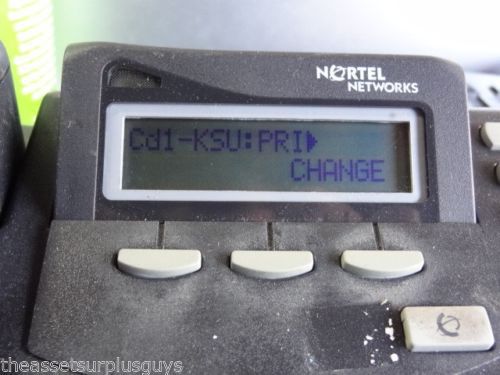 NORTEL
NETWORKS
Cd1-KSU:PRI▶
CHANGE
theassetsurplusguys